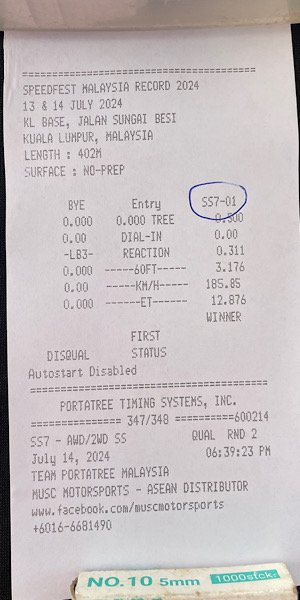 =====================================
SPEEDFEST MALAYSIA RECORD 2024
13 & 14 JULY 2024
KL BASE, JALAN SUNGAI BESI
KUALA LUMPUR, MALAYSIA
LENGTH : 402M
SURFACE : NO-PREP
BYE Entry SS7-01
0.000 0.000 TREE 0.500
0.00 DIAL-IN 0.00
-LB3- REACTION 0.311
0.000 ------60FT----- 3.176
0.00 -----KM/H----- 185.85
0.000 ------ET------ 12.876
WINNER
FIRST
DISQUAL STATUS
Autostart Disabled
=====================================
PORTATREE TIMING SYSTEMS, INC.
=============== 347/348 ==========600214
SS7 - AWD/2WD SS QUAL RND 2
July 14, 2024 06:39:23 PM
TEAM PORTATREE MALAYSIA
MUSC MOTORSPORTS - ASEAN DISTRIBUTOR
www.facebook.com/muscmotorsports
+6016-6681490
NO.10 5mm 1000stcks